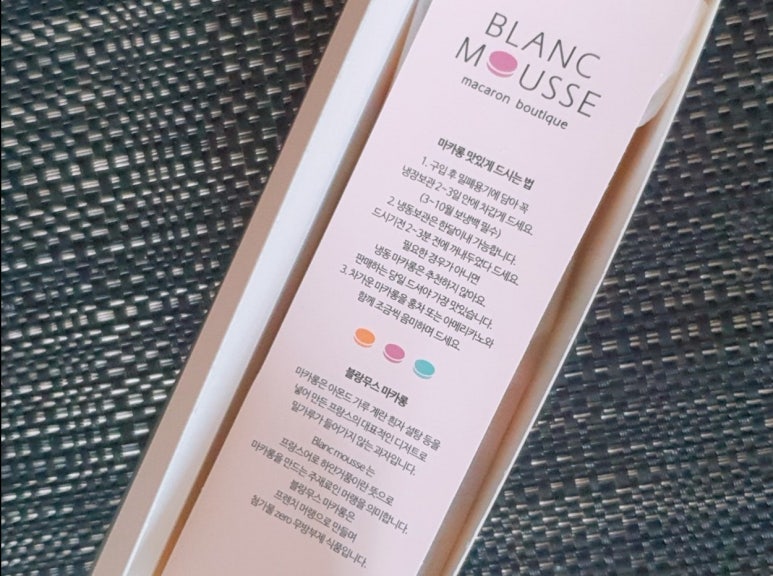 BLANC
MOUSSE
macaron boutique
마카롱 맛있게 드시는 법
1. 구입 후 밀폐용기에 담아 꼭
냉장보관 2~3일 안에 차갑게 드세요.
(3~10월 보냉백 필수)
2. 냉동보관은 한달이내 가능합니다.
드시기전 2~3분 전에 꺼내두었다 드세요.
필요한 경우가 아니면
냉동 마카롱은 추천하지 않아요.
판매하는 당일 드셔야 가장 맛있습니다.
3. 차가운 마카롱을 홍차 또는 아메리카노와
함께 조금씩 음미하며 드세요.
블랑무스 마카롱
마카롱은 아몬드 가루 계란 흰자 설탕 등을
넣어 만든 프랑스의 대표적인 디저트로
밀가루가 들어가지 않는 과자입니다.
Blanc mousse 는
프랑스어로 하얀거품이란 뜻으로
마카롱을 만드는 주재료인 머랭을 의미합니다.
블랑무스 마카롱은
프렌치 머랭으로 만들며
첨가물 zero 무방부제 식품입니다.